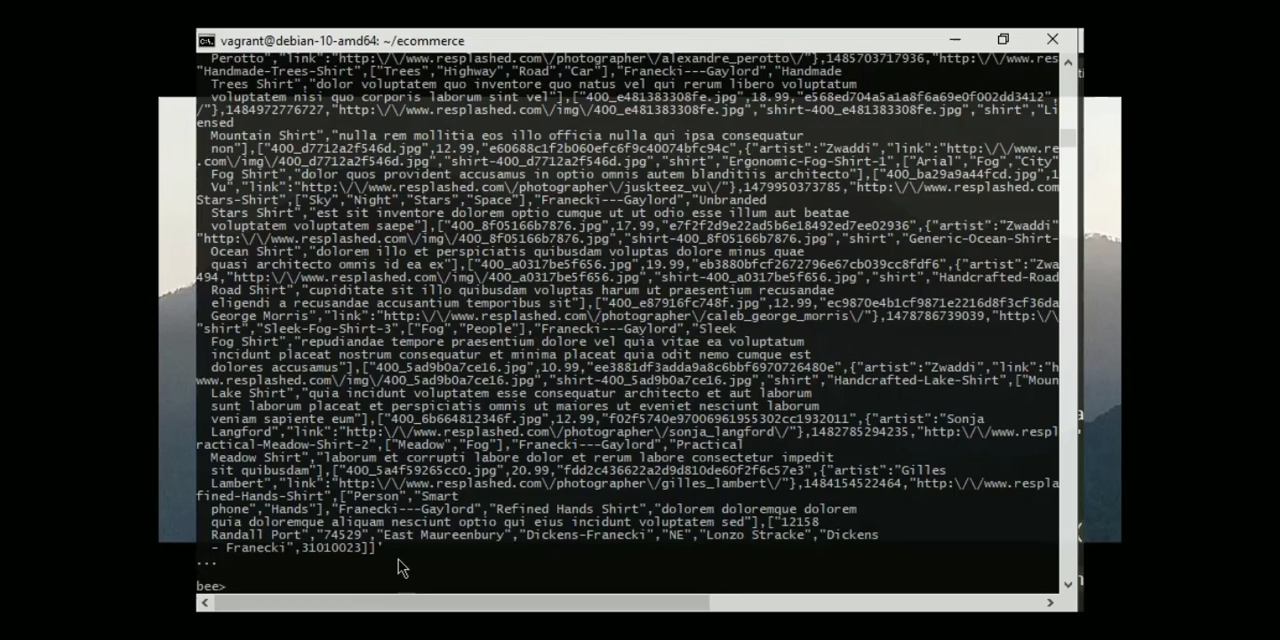 vagrant@debian-10-amd64: ~/ecommerce
Perotto","link":"http:\/\/www.resplashed.com\/photographer\/alexandre_perotto\/"},1485703717936,"http:\/\/www.res
"Handmade-Trees-Shirt",["Trees","Highway","Road","Car"],"Franecki---Gaylord","Handmade
Trees Shirt","dolor voluptatem quo inventore quo natus vel qui rerum libero voluptatum
voluptatem nisi quo corporis laborum sint vel"],["400_e481383308fe.jpg",18.99,"e568ed704a5a1a8f6a69e0f002dd3412",
/"},1484972776727,"http:\/\/www.resplashed.com\/img\/400_e481383308fe.jpg","shirt-400_e481383308fe.jpg","shirt","Li
ensed
Mountain Shirt","nulla rem mollitia eos illo officia nulla qui ipsa consequatur
non"],["400_d7712a2f546d.jpg",12.99,"e60688c1f2b060efc6f9c40074bfc94c",{"artist":"Zwaddi","link":"http:\/\/www.re
.com\/img\/400_d7712a2f546d.jpg","shirt-400_d7712a2f546d.jpg","shirt","Ergonomic-Fog-Shirt-1",["Arial","Fog","City"
Fog Shirt","dolor quos provident accusamus in optio omnis autem blanditiis architecto"],["400_ba29a9a44fcd.jpg",1
Vu","link":"http:\/\/www.resplashed.com\/photographer\/juskteez_vu\/"},1479950373785,"http:\/\/www.resplashed.com
Stars-Shirt",["Sky","Night","Stars","Space"],"Franecki---Gaylord","Unbranded
Stars Shirt","est sit inventore dolorem optio cumque ut ut odio esse illum aut beatae
voluptatem voluptatem saepe"],["400_8f05166b7876.jpg",17.99,"e7f2f2d9e22ad5b6e18492ed7ee02936",{"artist":"Zwaddi"
"http:\/\/www.resplashed.com\/img\/400_8f05166b7876.jpg","shirt-400_8f05166b7876.jpg","shirt","Generic-Ocean-Shirt-
Ocean Shirt","dolorem illo et perspiciatis quibusdam voluptas dolore minus quae
quasi architecto omnis id ea ex"],["400_a0317be5f656.jpg",19.99,"eb3880bfcf2672796e67cb039cc8fdf6",{"artist":"Zwa
494,"http:\/\/www.resplashed.com\/img\/400_a0317be5f656.jpg","shirt-400_a0317be5f656.jpg","shirt","Handcrafted-Road
Road Shirt","cupiditate sit illo quibusdam voluptas harum ut praesentium recusandae
eligendi a recusandae accusantium temporibus sit"],["400_e87916fc748f.jpg",12.99,"ec9870e4b1cf9871e2216d8f3cf36da
George Morris","link":"http:\/\/www.resplashed.com\/photographer\/caleb_george_morris\/"},1478786739039,"http:\/\
"shirt","Sleek-Fog-Shirt-3",["Fog","People"],"Franecki---Gaylord","Sleek
Fog Shirt","repudiandae tempore praesentium dolore vel quia vitae ea voluptatum
incidunt placeat nostrum consequatur et minima placeat quia odit nemo cumque est
dolores accusamus"],["400_5ad9b0a7ce16.jpg",10.99,"ee3881df3adda9a8c6bbf6970726480e",{"artist":"Zwaddi","link":"h
www.resplashed.com\/img\/400_5ad9b0a7ce16.jpg","shirt-400_5ad9b0a7ce16.jpg","shirt","Handcrafted-Lake-Shirt",["Moun
Lake Shirt","quia incidunt voluptatem esse consequatur architecto et aut laborum
sunt laborum placeat et perspiciatis omnis ut maiores ut eveniet nesciunt laborum
veniam sapiente eum"],["400_6b664812346f.jpg",12.99,"f02f5740e97006961955302cc1932011",{"artist":"Sonja
Langford","link":"http:\/\/www.resplashed.com\/photographer\/sonja_langford\/"},1482785294235,"http:\/\/www.respl
ractical-Meadow-Shirt-2",["Meadow","Fog"],"Franecki---Gaylord","Practical
Meadow Shirt","laborum et corrupti labore dolor et rerum labore consectetur impedit
sit quibusdam"],["400_5a4f59265cc0.jpg",20.99,"fdd2c436622a2d9d810de60f2f6c57e3",{"artist":"Gilles
Lambert","link":"http:\/\/www.resplashed.com\/photographer\/gilles_lambert\/"},1484154522464,"http:\/\/www.respla
fined-Hands-Shirt",["Person","Smart
phone","Hands"],"Franecki---Gaylord","Refined Hands Shirt","dolorem doloremque dolorem
quia doloremque aliquam nesciunt optio qui eius incidunt voluptatem sed"],["12158
Randall Port","74529","East Maureenbury","Dickens-Franecki","NE","Lonzo Stracke","Dickens
- Franecki",31010023]]'
...
bee>